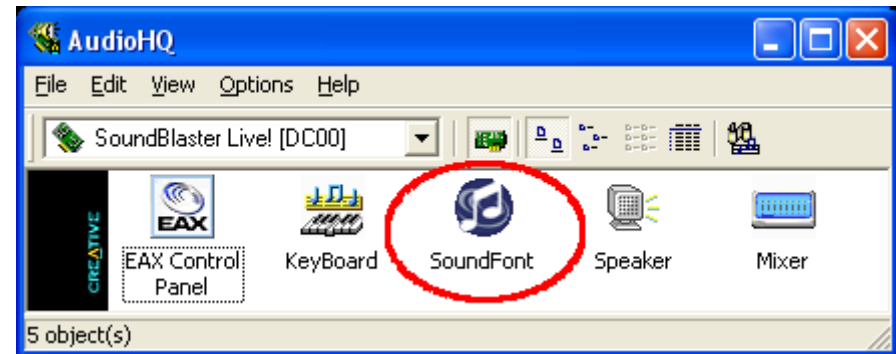 AudioHQ
File Edit View Options Help
SoundBlaster Live! [DC00]
CREATIVE
EAX
EAX Control
Panel
KeyBoard
SoundFont
Speaker
Mixer
5 object(s)